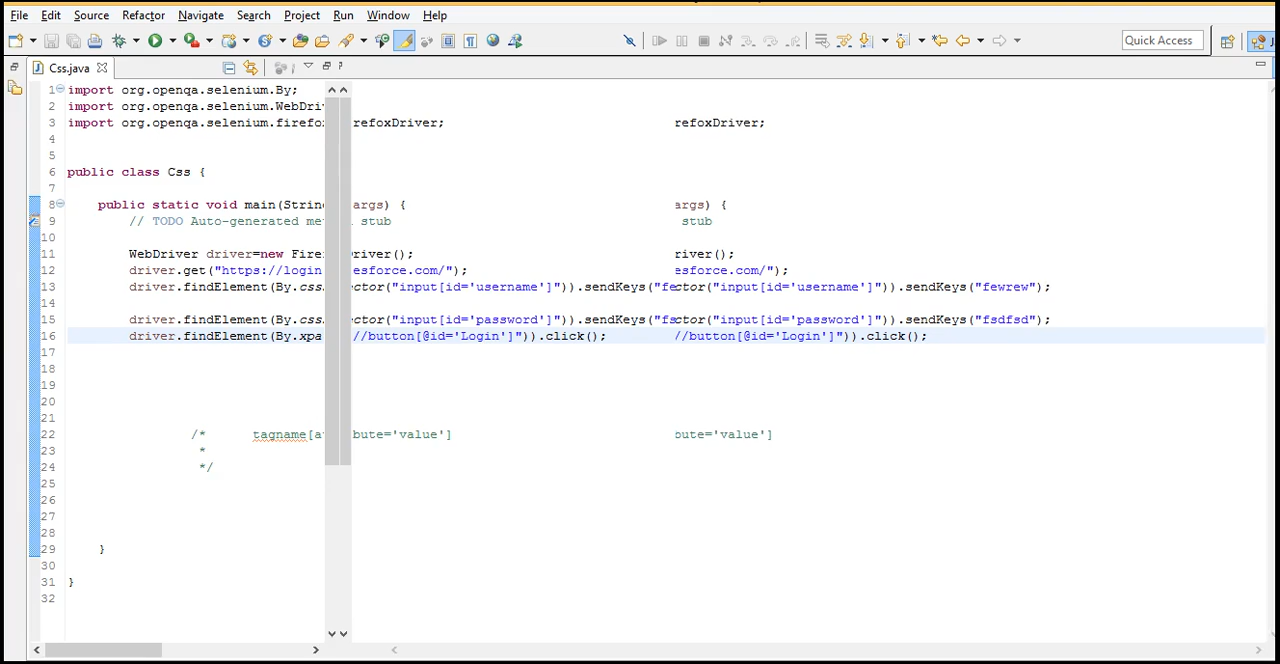 File Edit Source Refactor Navigate Search Project Run Window Help
Quick Access
Css.java
1 import org.openqa.selenium.By;
2 import org.openqa.selenium.WebDri
3 import org.openqa.selenium.firefo refoxDriver; refoxDriver;
4
5
6 public class Css {
7
8 public static void main(Strin args) { args) {
9 // TODO Auto-generated me stub stub
10
11 WebDriver driver=new Fire Driver(); river();
12 driver.get("https://login esforce.com/"); esforce.com/");
13 driver.findElement(By.css ctor("input[id='username']")).sendKeys("fe ctor("input[id='username']")).sendKeys("fewrew");
14
15 driver.findElement(By.css ctor("input[id='password']")).sendKeys("fs ctor("input[id='password']")).sendKeys("fsdfsd");
16 driver.findElement(By.xpa //button[@id='Login']")).click(); //button[@id='Login']")).click();
17
18
19
20
21
22 /* tagname[a bute='value'] bute='value']
23 *
24 */
25
26
27
28
29 }
30
31 }
32